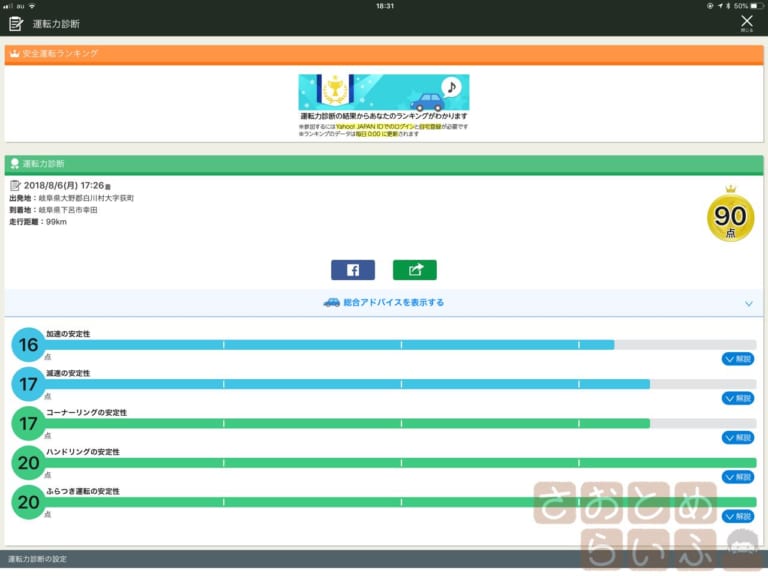 au
18:31
50%
運転力診断
閉じる
安全運転ランキング
運転力診断の結果からあなたのランキングがわかります
※参加するにはYahoo! JAPAN IDでのログインと自宅登録が必要です
※ランキングのデータは毎日 0:00 に更新されます
運転力診断
2018/8/6(月) 17:26着
出発地：岐阜県大野郡白川村大字荻町
到着地：岐阜県下呂市幸田
走行距離：99km
90
点
総合アドバイスを表示する
加速の安定性
16
点
解説
減速の安定性
17
点
解説
コーナーリングの安定性
17
点
解説
ハンドリングの安定性
20
点
解説
ふらつき運転の安定性
20
点
解説
さおとめ
らいふ
運転力診断の設定